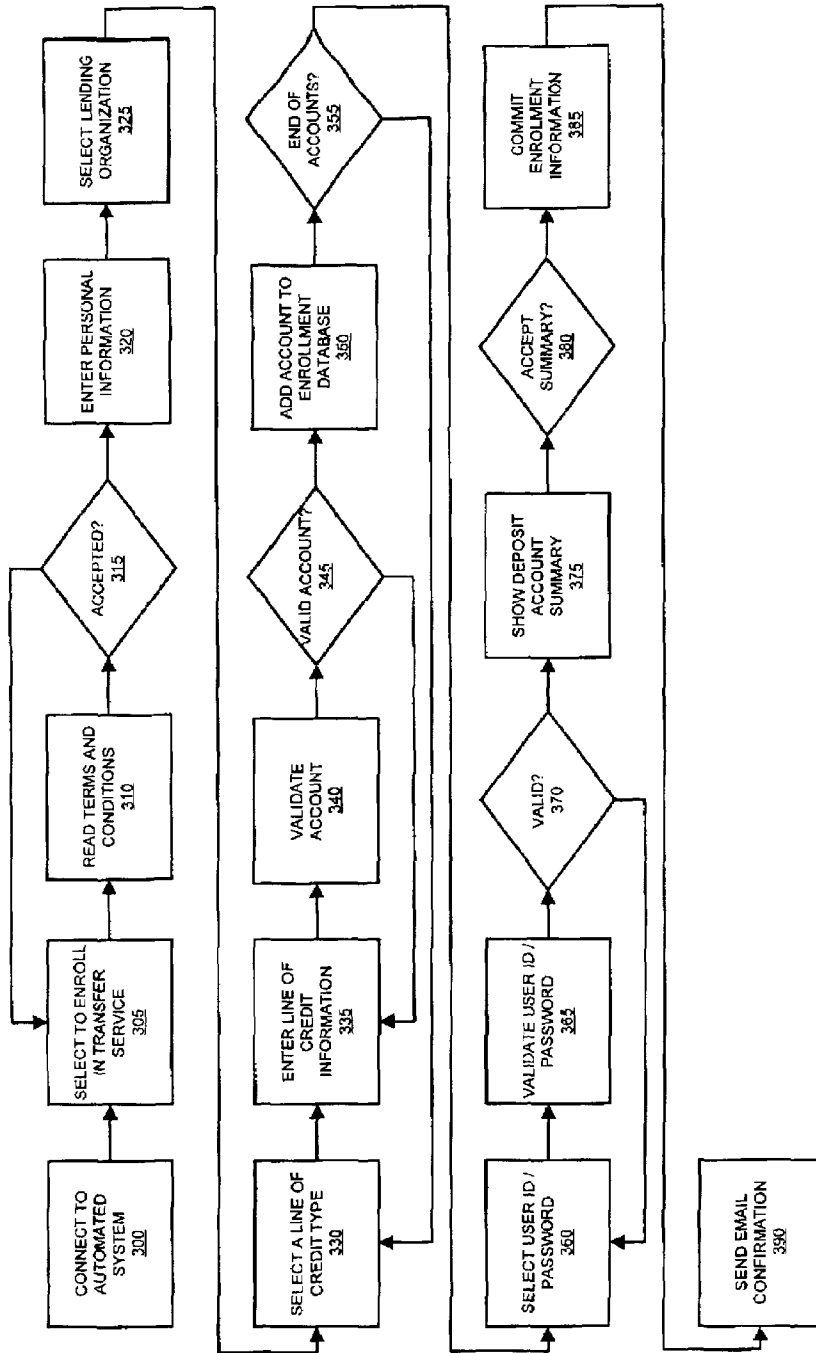 CONNECT TO
AUTOMATED
SYSTEM
300
SELECT TO ENROLL
IN TRANSFER
SERVICE
305
READ TERMS AND
CONDITIONS
310
ACCEPTED?
315
ENTER PERSONAL
INFORMATION
320
SELECT LENDING
ORGANIZATION
325
SELECT A LINE OF
CREDIT TYPE
330
ENTER LINE OF
CREDIT
INFORMATION
335
VALIDATE
ACCOUNT
340
VALID ACCOUNT?
345
ADD ACCOUNT TO
ENROLLMENT
DATABASE
350
END OF
ACCOUNTS?
355
SELECT USER ID /
PASSWORD
360
VALIDATE USER ID /
PASSWORD
365
VALID?
370
SHOW DEPOSIT
ACCOUNT
SUMMARY
375
ACCEPT
SUMMARY?
380
COMMIT
ENROLMENT
INFORMATION
385
SEND EMAIL
CONFIRMATION
390